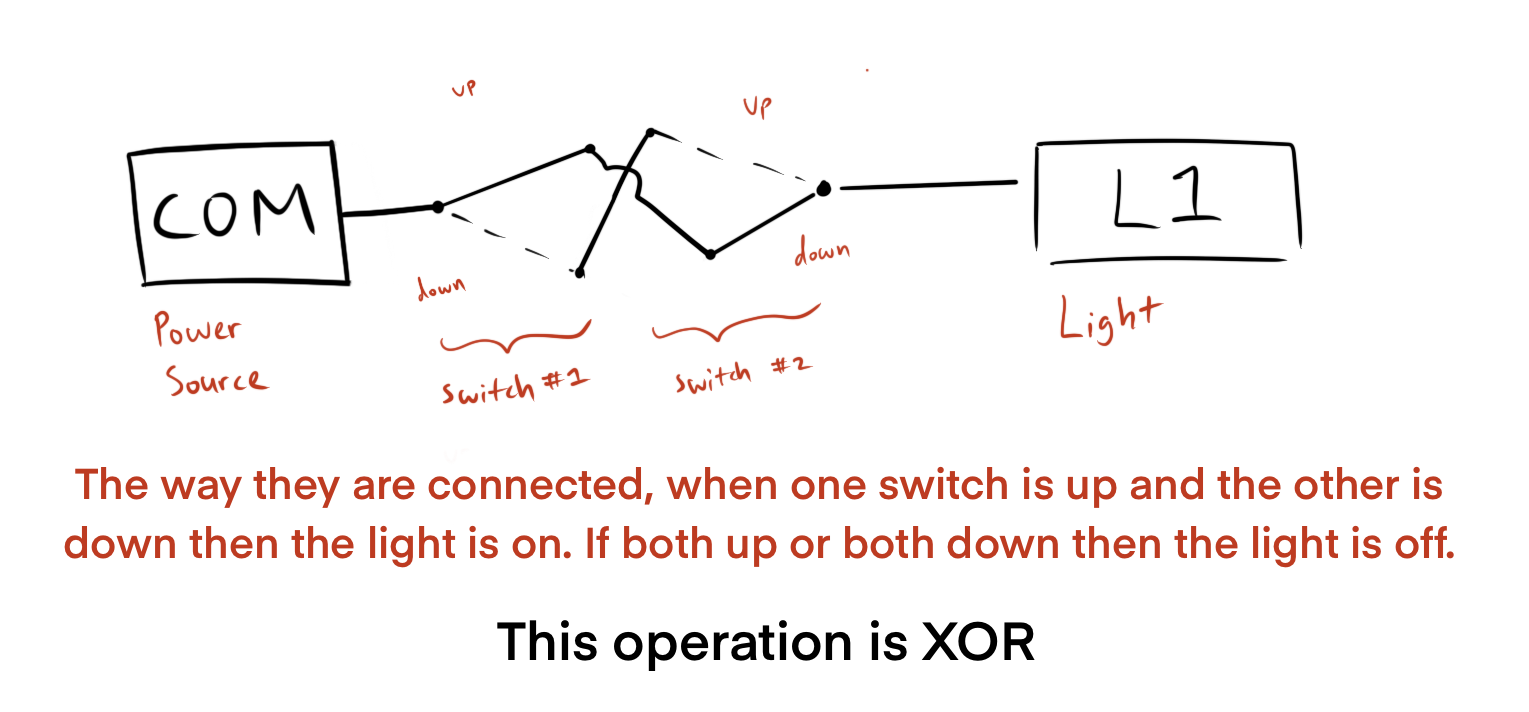 UP
UP
COM
L1
down
down
Power
Source
Light
Switch #1
Switch #2
The way they are connected, when one switch is up and the other is
down then the light is on. If both up or both down then the light is off.
This operation is XOR